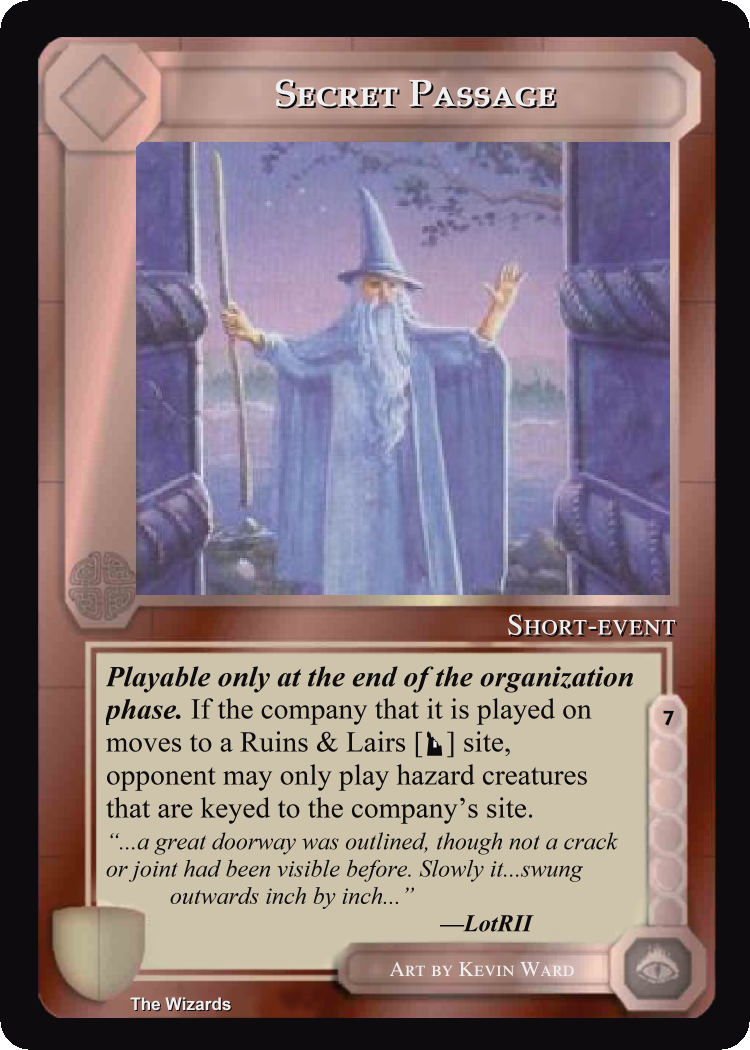 Secret Passage
Short-event
Playable only at the end of the organization
phase. If the company that it is played on
moves to a Ruins & Lairs [ ] site,
opponent may only play hazard creatures
that are keyed to the company's site.
7
“...a great doorway was outlined, though not a crack
or joint had been visible before. Slowly it...swung
outwards inch by inch...”
—LotRII
Art by Kevin Ward
The Wizards